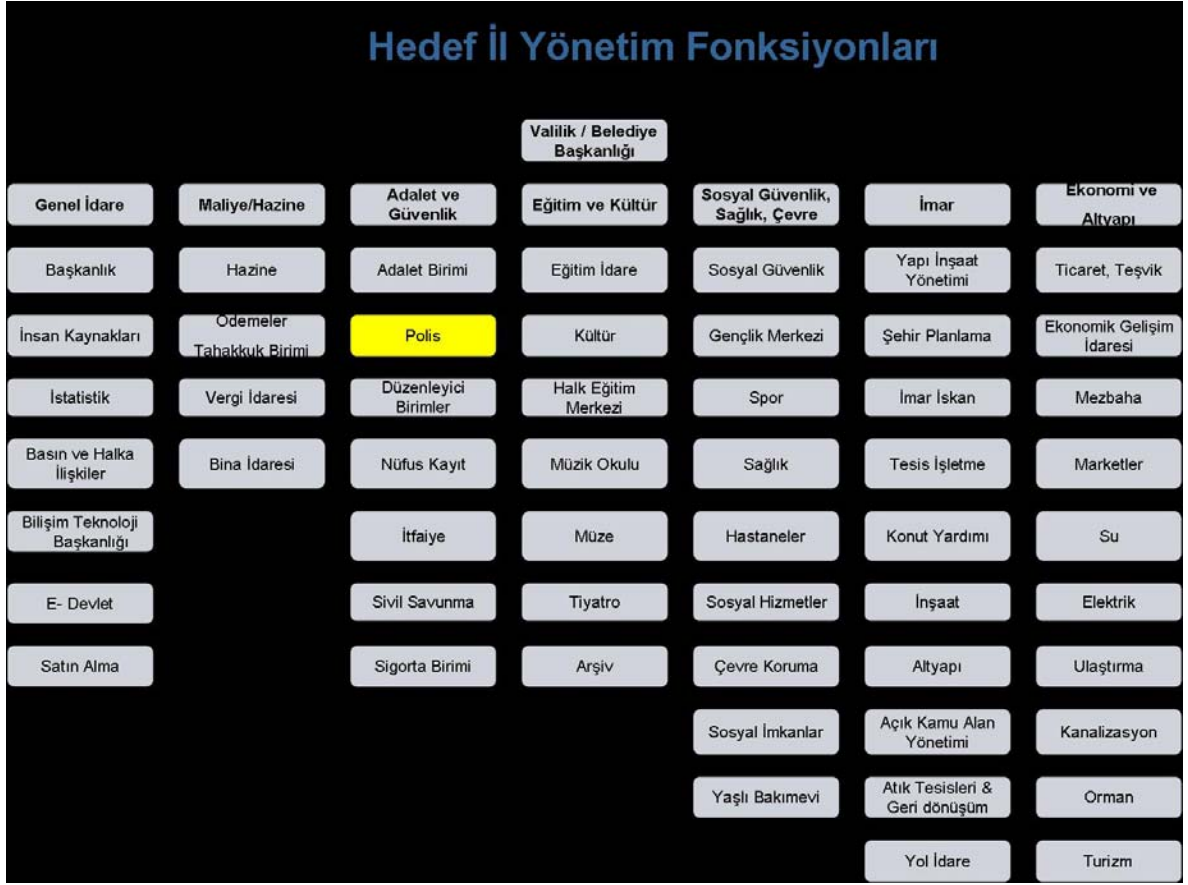 Hedef İl Yönetim Fonksiyonları
Valilik / Belediye
Başkanlığı
Genel İdare
Maliye/Hazine
Adalet ve
Güvenlik
Eğitim ve Kültür
Sosyal Güvenlik,
Sağlık, Çevre
İmar
Ekonomi ve
Altyapı
Başkanlık
Hazine
Adalet Birimi
Eğitim İdare
Sosyal Güvenlik
Yapı İnşaat
Yönetimi
Ticaret, Teşvik
İnsan Kaynakları
Ödemeler
Tahakkuk Birimi
Polis
Kültür
Gençlik Merkezi
Şehir Planlama
Ekonomik Gelişim
İdaresi
İstatistik
Vergi İdaresi
Düzenleyici
Birimler
Halk Eğitim
Merkezi
Spor
İmar İskan
Mezbaha
Basın ve Halka
İlişkiler
Bina İdaresi
Nüfus Kayıt
Müzik Okulu
Sağlık
Tesis İşletme
Marketler
Bilişim Teknoloji
Başkanlığı
İtfaiye
Müze
Hastaneler
Konut Yardımı
Su
E- Devlet
Sivil Savunma
Tiyatro
Sosyal Hizmetler
İnşaat
Elektrik
Satın Alma
Sigorta Birimi
Arşiv
Çevre Koruma
Altyapı
Ulaştırma
Sosyal İmkanlar
Açık Kamu Alan
Yönetimi
Kanalizasyon
Yaşlı Bakımevi
Atık Tesisleri &
Geri dönüşüm
Orman
Yol İdare
Turizm